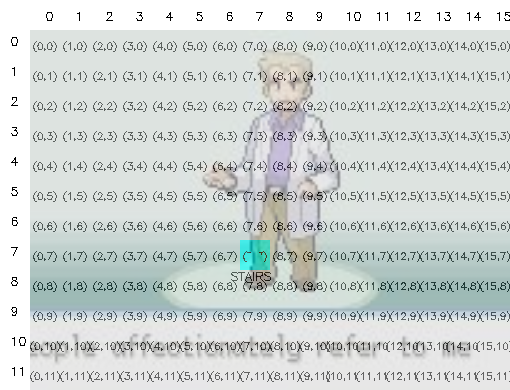 0 1 2 3 4 5 6 7 8 9 10 11 12 13 14 15
0 (0,0) (1,0) (2,0) (3,0) (4,0) (5,0) (6,0) (7,0) (8,0) (9,0) (10,0) (11,0) (12,0) (13,0) (14,0) (15,0)
1 (0,1) (1,1) (2,1) (3,1) (4,1) (5,1) (6,1) (7,1) (8,1) (9,1) (10,1) (11,1) (12,1) (13,1) (14,1) (15,1)
2 (0,2) (1,2) (2,2) (3,2) (4,2) (5,2) (6,2) (7,2) (8,2) (9,2) (10,2) (11,2) (12,2) (13,2) (14,2) (15,2)
3 (0,3) (1,3) (2,3) (3,3) (4,3) (5,3) (6,3) (7,3) (8,3) (9,3) (10,3) (11,3) (12,3) (13,3) (14,3) (15,3)
4 (0,4) (1,4) (2,4) (3,4) (4,4) (5,4) (6,4) (7,4) (8,4) (9,4) (10,4) (11,4) (12,4) (13,4) (14,4) (15,4)
5 (0,5) (1,5) (2,5) (3,5) (4,5) (5,5) (6,5) (7,5) (8,5) (9,5) (10,5) (11,5) (12,5) (13,5) (14,5) (15,5)
6 (0,6) (1,6) (2,6) (3,6) (4,6) (5,6) (6,6) (7,6) (8,6) (9,6) (10,6) (11,6) (12,6) (13,6) (14,6) (15,6)
7 (0,7) (1,7) (2,7) (3,7) (4,7) (5,7) (6,7) (7,7) (8,7) (9,7) (10,7) (11,7) (12,7) (13,7) (14,7) (15,7)
STAIRS
8 (0,8) (1,8) (2,8) (3,8) (4,8) (5,8) (6,8) (7,8) (8,8) (9,8) (10,8) (11,8) (12,8) (13,8) (14,8) (15,8)
9 (0,9) (1,9) (2,9) (3,9) (4,9) (5,9) (6,9) (7,9) (8,9) (9,9) (10,9) (11,9) (12,9) (13,9) (14,9) (15,9)
10 (0,10) (1,10) (2,10) (3,10) (4,10) (5,10) (6,10) (7,10) (8,10) (9,10) (10,10) (11,10) (12,10) (13,10) (14,10) (15,10)
eople affectionately refer to me
11 (0,11) (1,11) (2,11) (3,11) (4,11) (5,11) (6,11) (7,11) (8,11) (9,11) (10,11) (11,11) (12,11) (13,11) (14,11) (15,11)